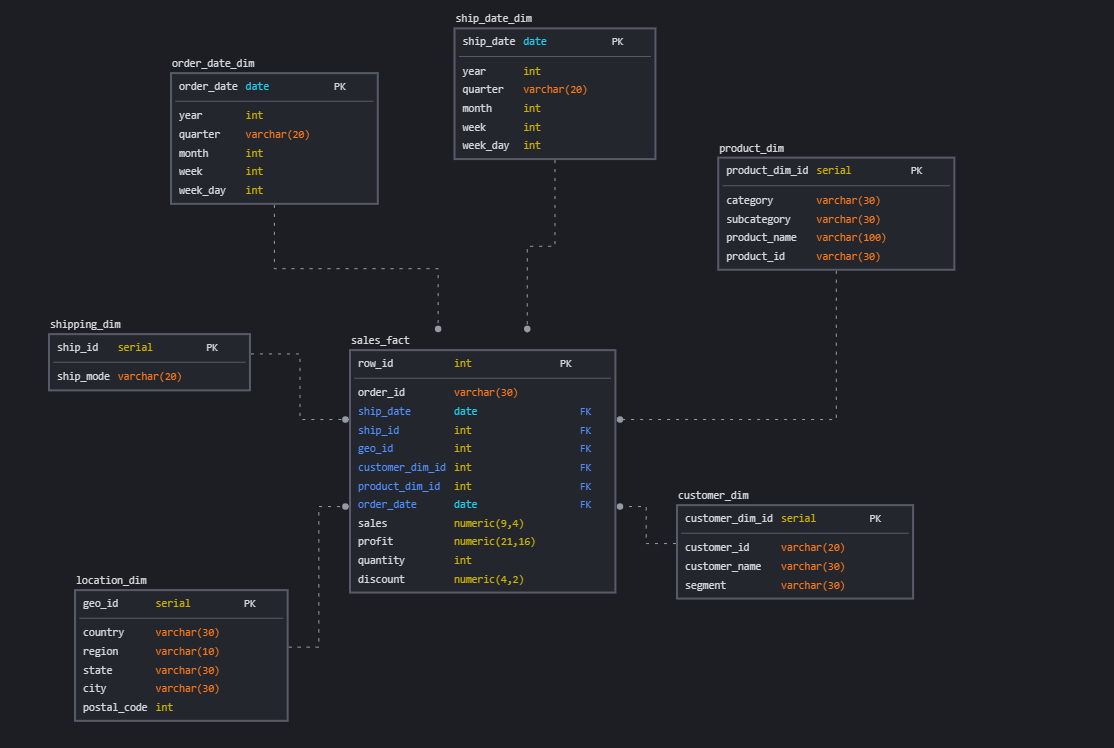 ship_date_dim
ship_date date PK
year int
quarter varchar(20)
month int
week int
week_day int
order_date_dim
order_date date PK
year int
quarter varchar(20)
month int
week int
week_day int
product_dim
product_dim_id serial PK
category varchar(30)
subcategory varchar(30)
product_name varchar(100)
product_id varchar(30)
shipping_dim
ship_id serial PK
ship_mode varchar(20)
sales_fact
row_id int PK
order_id varchar(30)
ship_date date FK
ship_id int FK
geo_id int FK
customer_dim_id int FK
product_dim_id int FK
order_date date FK
sales numeric(9,4)
profit numeric(21,16)
quantity int
discount numeric(4,2)
customer_dim
customer_dim_id serial PK
customer_id varchar(20)
customer_name varchar(30)
segment varchar(30)
location_dim
geo_id serial PK
country varchar(30)
region varchar(10)
state varchar(30)
city varchar(30)
postal_code int